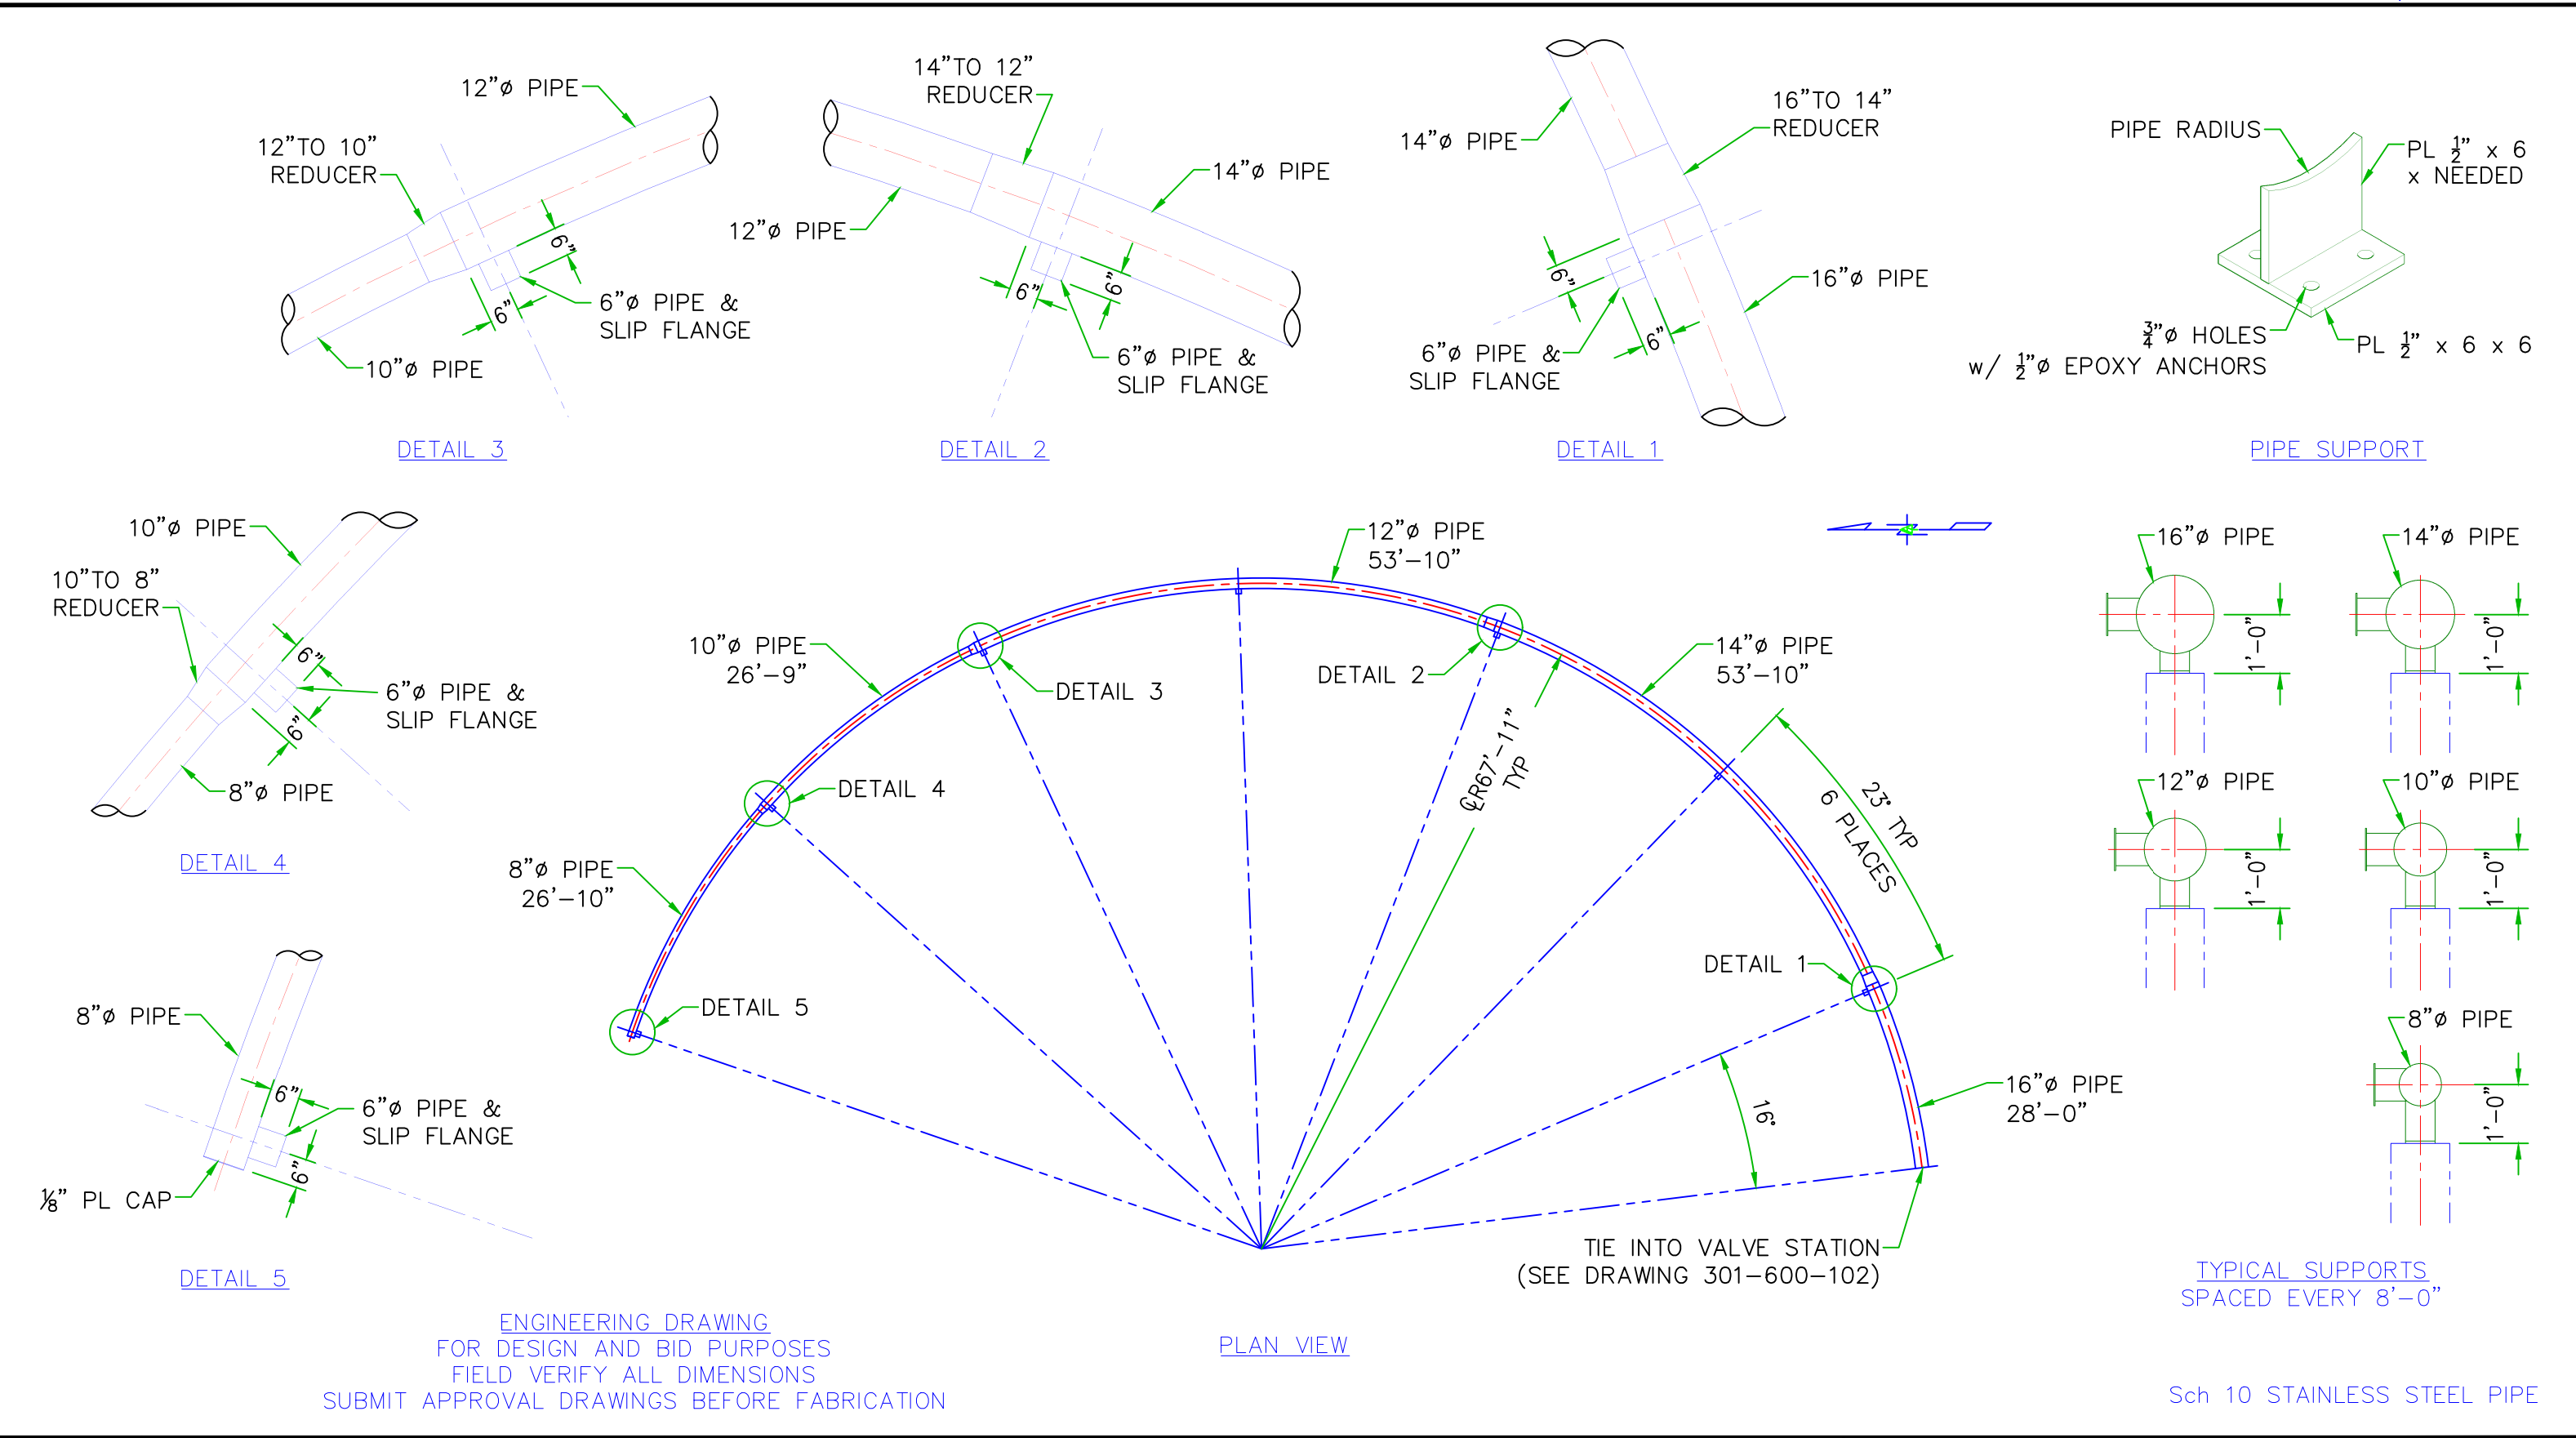 12"ø PIPE
12"TO 10"
REDUCER
6"
6"
6"ø PIPE &
SLIP FLANGE
10"ø PIPE
DETAIL 3
14"TO 12"
REDUCER
14"ø PIPE
12"ø PIPE
6"
6"
6"ø PIPE &
SLIP FLANGE
DETAIL 2
14"ø PIPE
16"TO 14"
REDUCER
16"ø PIPE
6"
6"
6"ø PIPE &
SLIP FLANGE
DETAIL 1
PIPE RADIUS
PL ½" x 6
x NEEDED
¾"ø HOLES
w/ ½"ø EPOXY ANCHORS
PL ½" x 6 x 6
PIPE SUPPORT
10"ø PIPE
10"TO 8"
REDUCER
6"
6"
6"ø PIPE &
SLIP FLANGE
8"ø PIPE
DETAIL 4
8"ø PIPE
6"
6"
6"ø PIPE &
SLIP FLANGE
⅛" PL CAP
DETAIL 5
12"ø PIPE
53'-10"
10"ø PIPE
26'-9"
DETAIL 3
DETAIL 2
14"ø PIPE
53'-10"
℄R67'-11"
TYP
DETAIL 4
23° TYP
6 PLACES
8"ø PIPE
26'-10"
DETAIL 5
DETAIL 1
16°
16"ø PIPE
28'-0"
TIE INTO VALVE STATION
(SEE DRAWING 301-600-102)
PLAN VIEW
16"ø PIPE
1'-0"
14"ø PIPE
1'-0"
12"ø PIPE
1'-0"
10"ø PIPE
1'-0"
8"ø PIPE
1'-0"
TYPICAL SUPPORTS
SPACED EVERY 8'-0"
ENGINEERING DRAWING
FOR DESIGN AND BID PURPOSES
FIELD VERIFY ALL DIMENSIONS
SUBMIT APPROVAL DRAWINGS BEFORE FABRICATION
Sch 10 STAINLESS STEEL PIPE